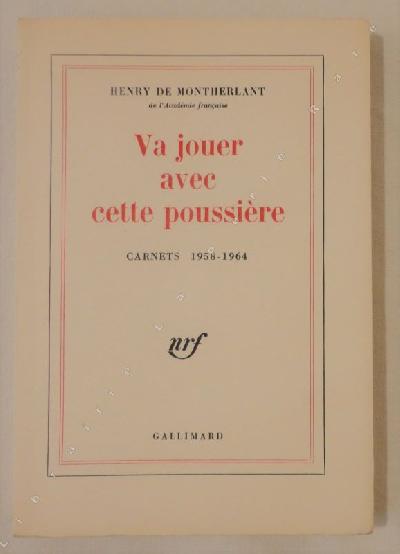 HENRY DE MONTHERLANT
de l'Académie française
Va jouer
avec
cette poussière
CARNETS 1958-1964
nrf
GALLIMARD